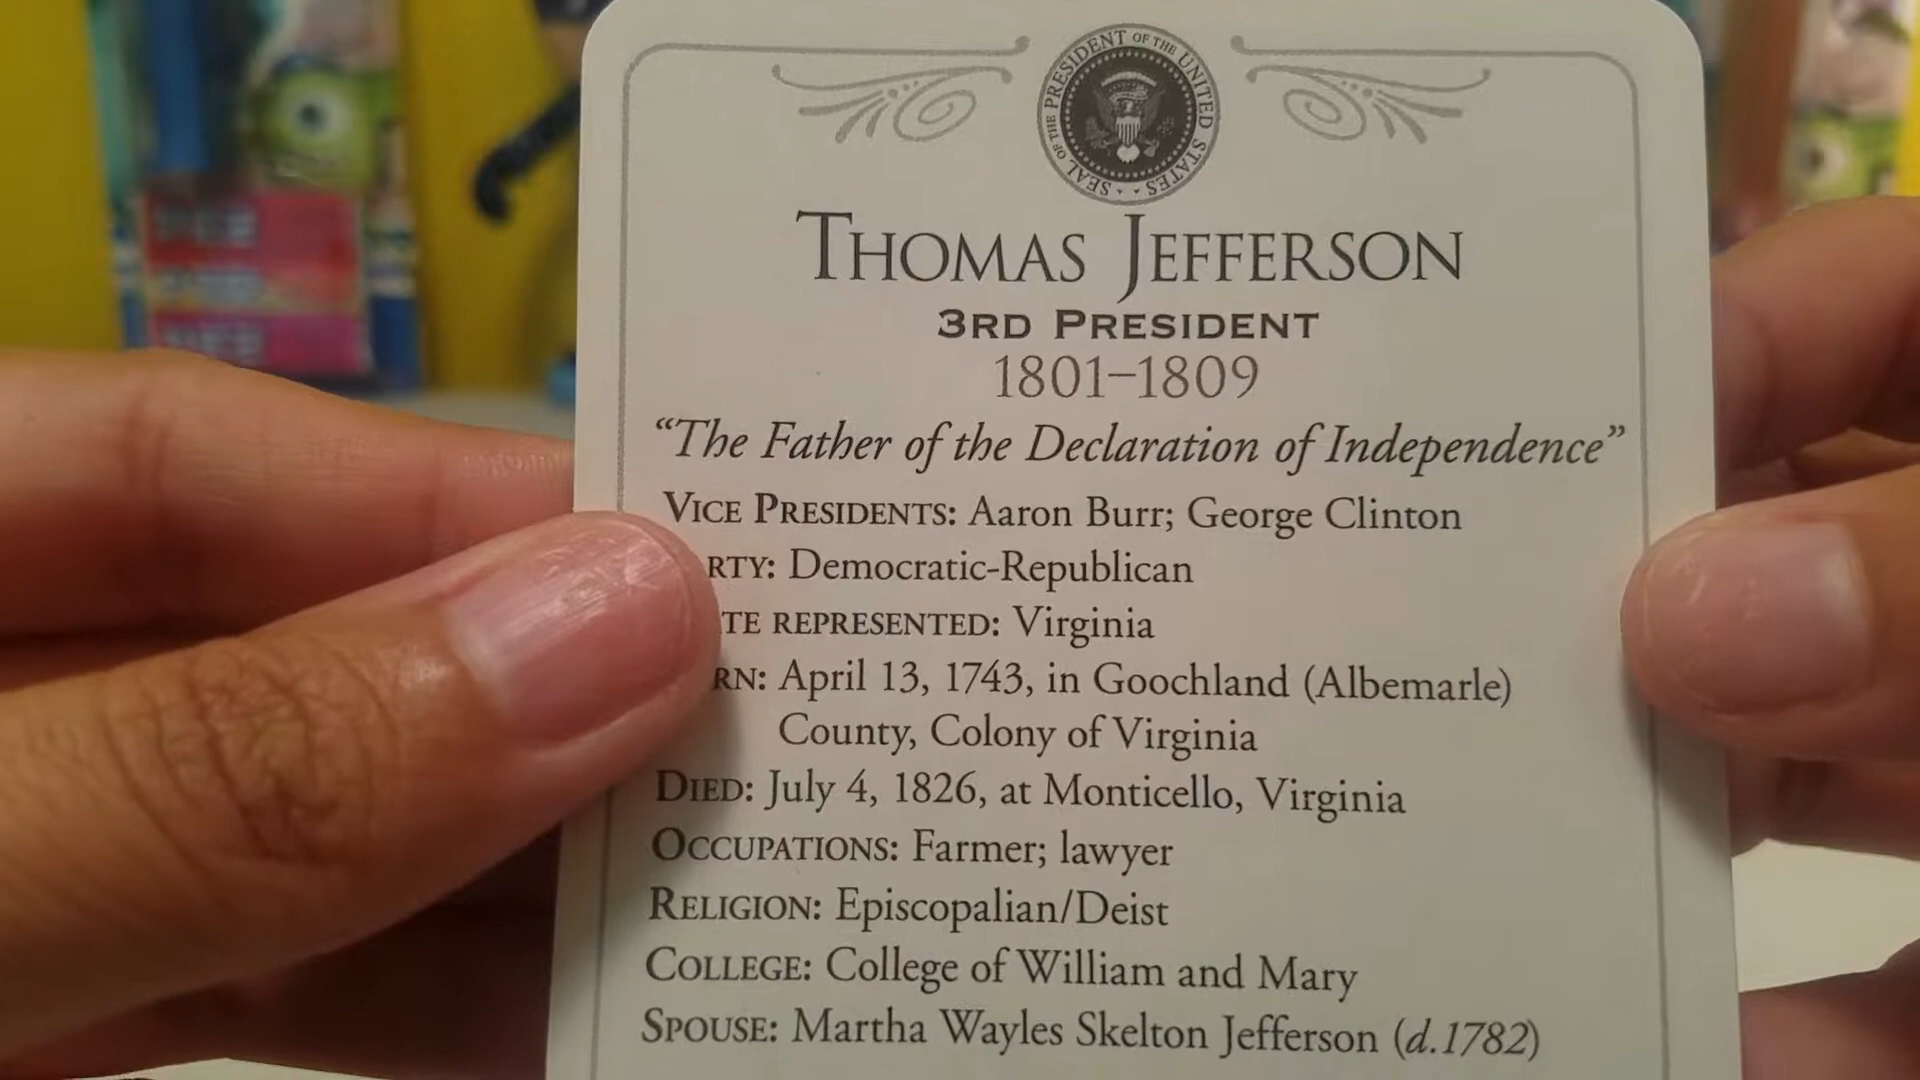 SEAL OF THE PRESIDENT OF THE UNITED STATES
THOMAS JEFFERSON
3RD PRESIDENT
1801–1809
“The Father of the Declaration of Independence”
VICE PRESIDENTS: Aaron Burr; George Clinton
RTY: Democratic-Republican
TE REPRESENTED: Virginia
RN: April 13, 1743, in Goochland (Albemarle)
County, Colony of Virginia
DIED: July 4, 1826, at Monticello, Virginia
OCCUPATIONS: Farmer; lawyer
RELIGION: Episcopalian/Deist
COLLEGE: College of William and Mary
SPOUSE: Martha Wayles Skelton Jefferson (d.1782)